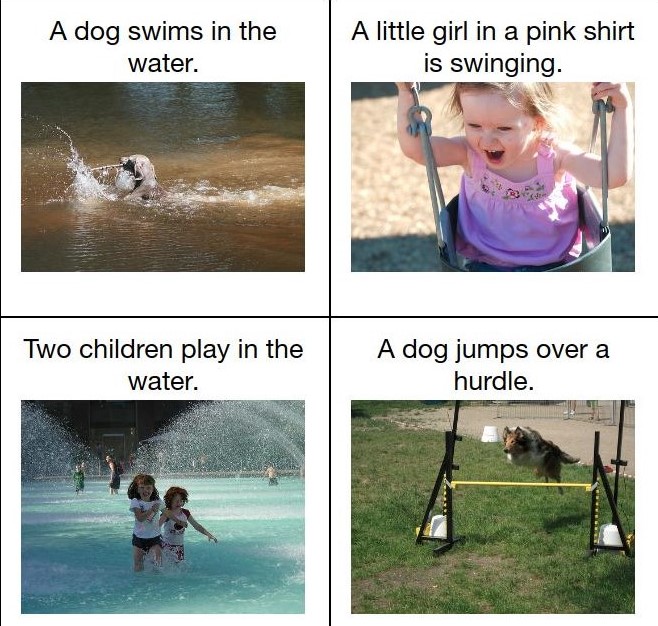 A dog swims in the
water.
A little girl in a pink shirt
is swinging.
Two children play in the
water.
A dog jumps over a
hurdle.